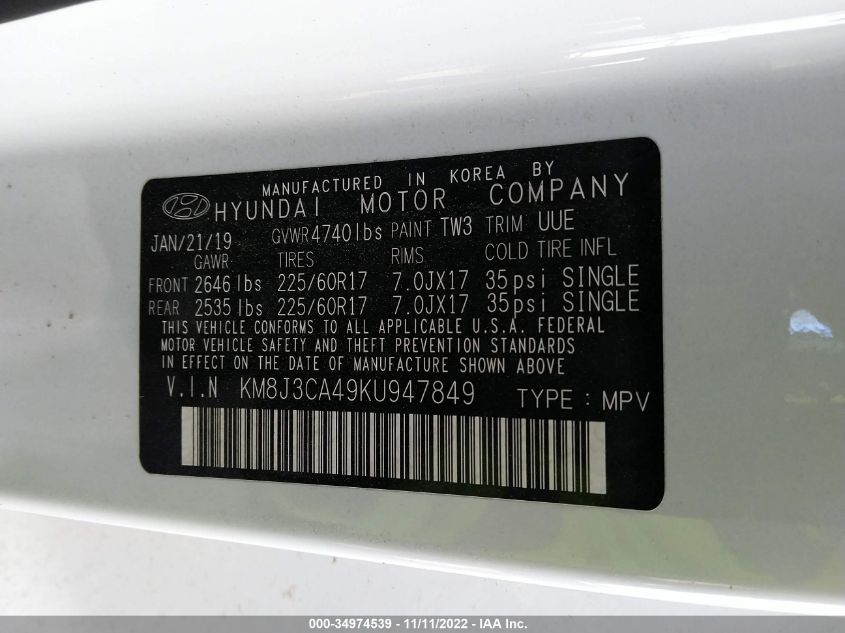 MANUFACTURED IN KOREA BY
HYUNDAI MOTOR COMPANY
JAN/21/19 GVWR 4740lbs PAINT TW3 TRIM UUE
GAWR TIRES RIMS COLD TIRE INFL
FRONT 2646lbs 225/60R17 7.0JX17 35psi SINGLE
REAR 2535lbs 225/60R17 7.0JX17 35psi SINGLE
THIS VEHICLE CONFORMS TO ALL APPLICABLE U.S.A. FEDERAL
MOTOR VEHICLE SAFETY AND THEFT PREVENTION STANDARDS
IN EFFECT ON THE DATE OF MANUFACTURE SHOWN ABOVE
V.I.N KM8J3CA49KU947849 TYPE : MPV
000-34974539 - 11/11/2022 - IAA Inc.